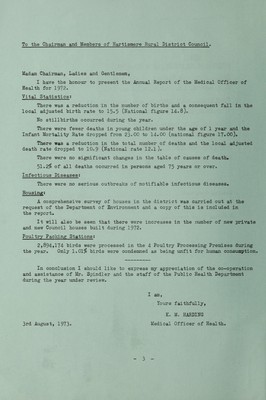 To the Chairman and Members of Hartismere Rural District Council.
Madam Chairman, Ladies and Gentlemen,
I have the honour to present the Annual Report of the Medical Officer of
Health for 1972.
Vital Statistics:
There was a reduction in the number of births and a consequent fall in the
local adjusted birth rate to 15.5 (National figure 14.8).
No stillbirths occurred during the year.
There were fewer deaths in young children under the age of 1 year and the
Infant Mortality Rate dropped from 23.00 to 14.00 (national figure 17.00).
There was a reduction in the total number of deaths and the local adjusted
death rate dropped to 10.9 (National rate 12.1).
There were no significant changes in the table of causes of death.
51.2% of all deaths occurred in persons aged 75 years or over.
Infectious Diseases:
There were no serious outbreaks of notifiable infectious diseases.
Housing:
A comprehensive survey of houses in the district was carried out at the
request of the Department of Environment and a copy of this is included in
the report.
It will also be seen that there were increases in the number of new private
and new Council houses built during 1972.
Poultry Packing Stations:
2,894,174 birds were processed in the 2 Poultry Processing Premises during
the year. Only 1.01% birds were condemned as being unfit for human consumption.
In conclusion I should like to express my appreciation of the co-operation
and assistance of Mr. Spindler and the staff of the Public Health Department
during the year under review.
I am,
Yours faithfully,
K. M. HARDING
3rd August, 1973. Medical Officer of Health.
- 3 -